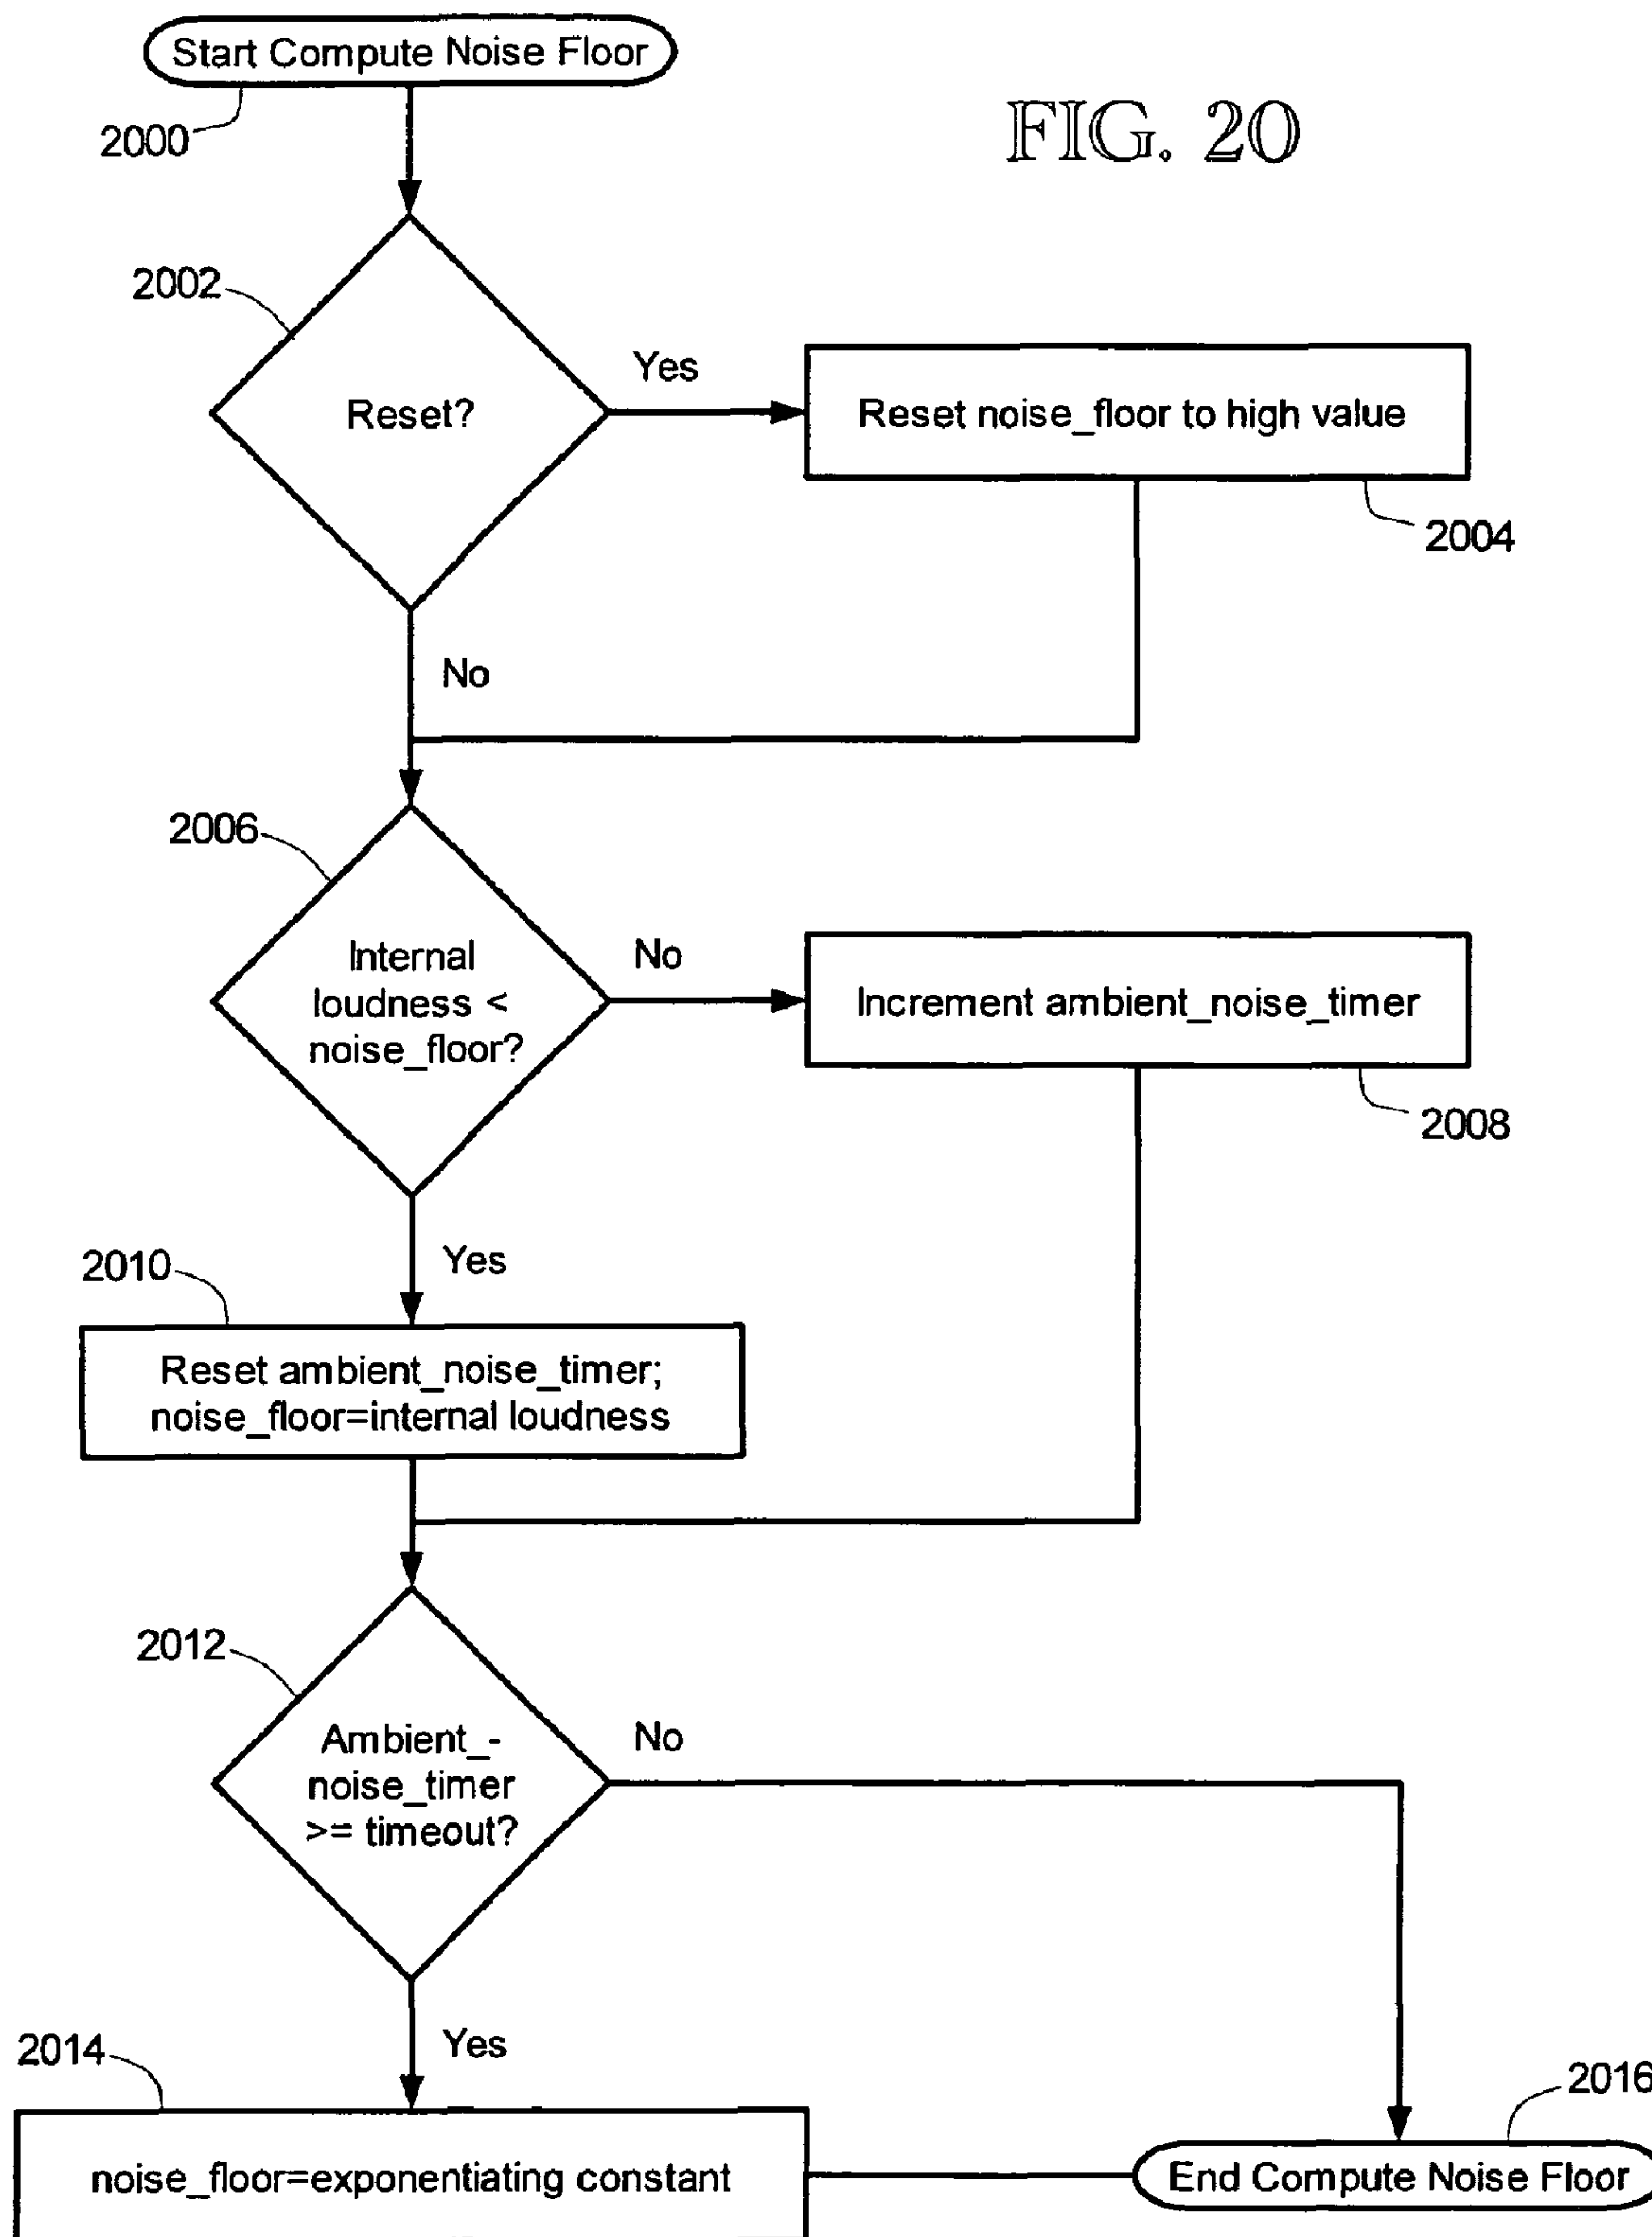 Start Compute Noise Floor
2000
FIG. 20
2002
Reset?
Yes
Reset noise_floor to high value
2004
No
2006
Internal
loudness <
noise_floor?
No
Increment ambient_noise_timer
2008
Yes
2010
Reset ambient_noise_timer;
noise_floor=internal loudness
2012
Ambient_-
noise_timer
>= timeout?
No
Yes
2014
noise_floor=exponentiating constant
2016
End Compute Noise Floor